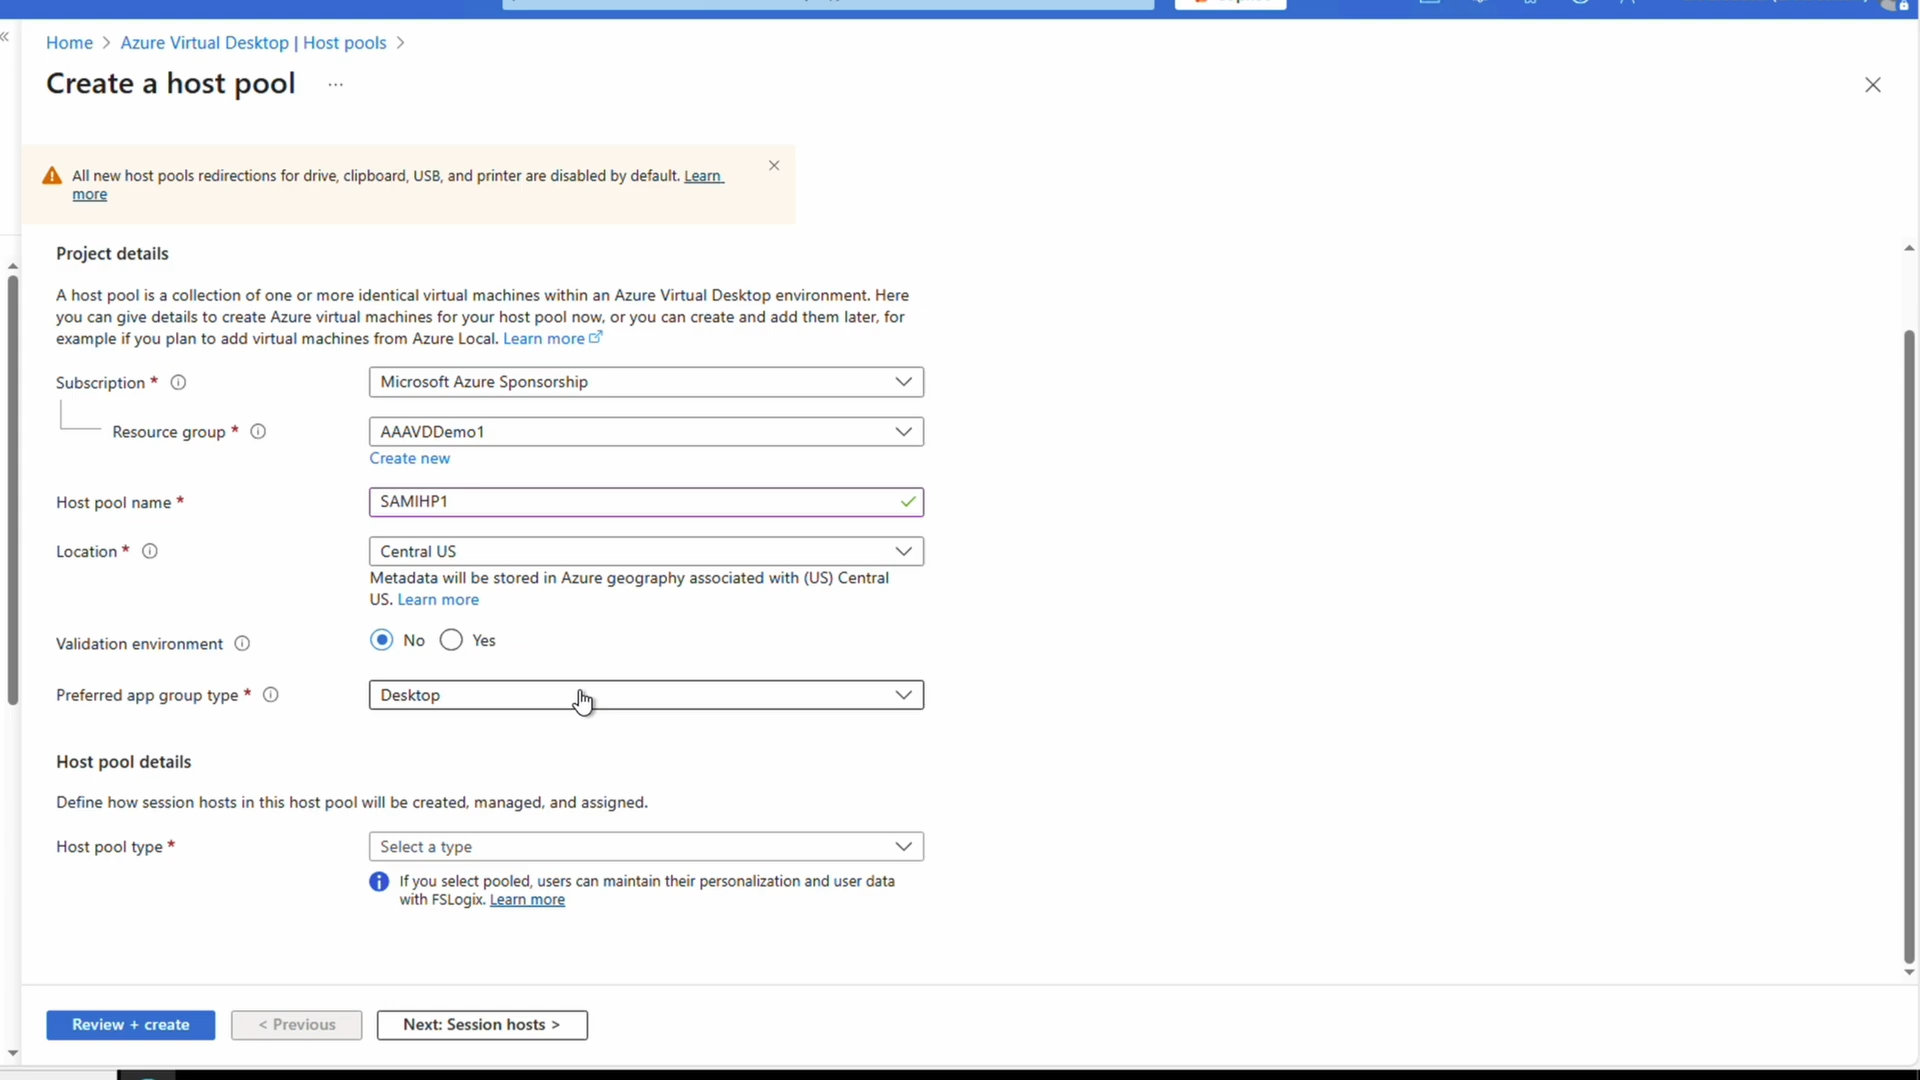 Home > Azure Virtual Desktop | Host pools >
Create a host pool ...
All new host pools redirections for drive, clipboard, USB, and printer are disabled by default. Learn
more
Project details
A host pool is a collection of one or more identical virtual machines within an Azure Virtual Desktop environment. Here
you can give details to create Azure virtual machines for your host pool now, or you can create and add them later, for
example if you plan to add virtual machines from Azure Local. Learn more
Subscription * Microsoft Azure Sponsorship
Resource group * AAAVDDemo1
Create new
Host pool name * SAMIHP1
Location * Central US
Metadata will be stored in Azure geography associated with (US) Central
US. Learn more
Validation environment No Yes
Preferred app group type * Desktop
Host pool details
Define how session hosts in this host pool will be created, managed, and assigned.
Host pool type * Select a type
If you select pooled, users can maintain their personalization and user data
with FSLogix. Learn more
Review + create < Previous Next: Session hosts >